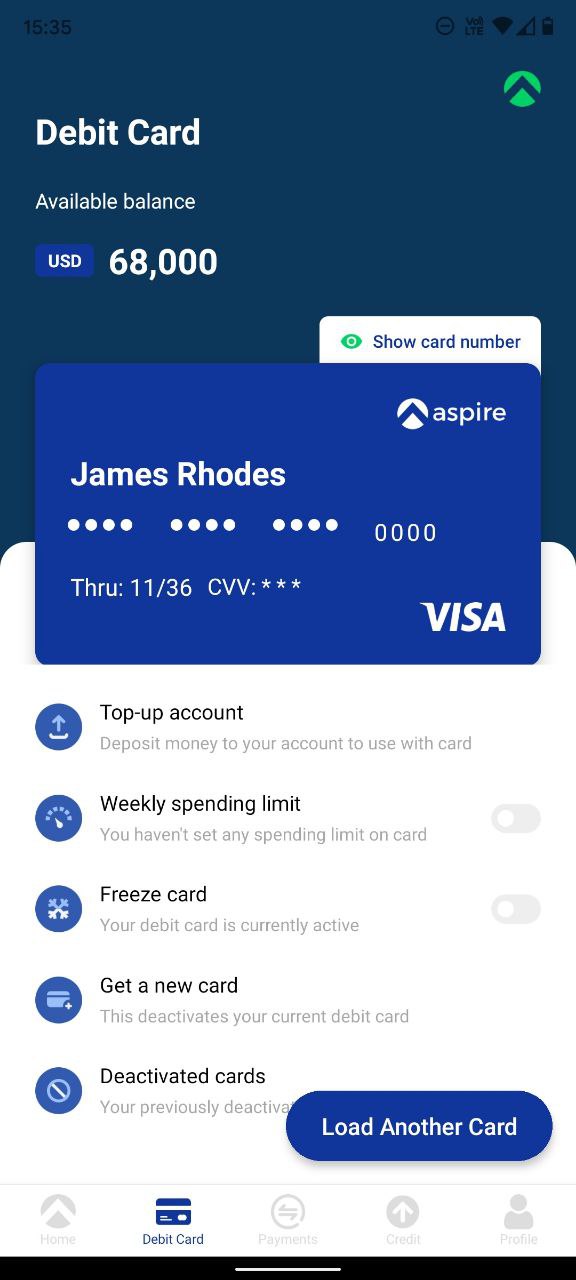 15:35
Vo)
LTE
Debit Card
Available balance
USD 68,000
Show card number
aspire
James Rhodes
●●●● ●●●● ●●●● 0000
Thru: 11/36 CVV: * * *
VISA
Top-up account
Deposit money to your account to use with card
Weekly spending limit
You haven't set any spending limit on card
Freeze card
Your debit card is currently active
Get a new card
This deactivates your current debit card
Deactivated cards
Your previously
Load Another Card
Home Debit Card Payments Credit Profile